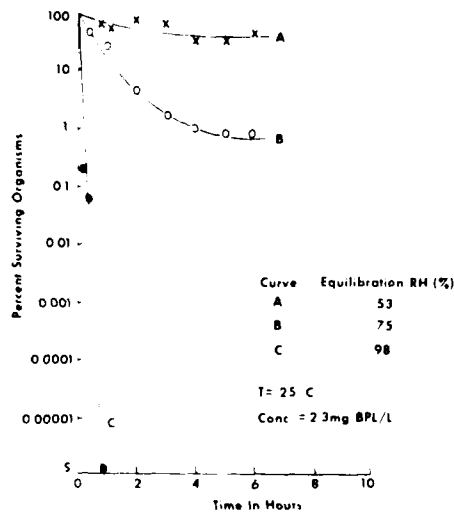 100
10
1
0.1
0.01
0.001
0.0001
0.00001
S
Percent Surviving Organisms
A
B
C
Curve Equilibration RH (%)
A 53
B 75
C 98
T= 25 C
Conc = 2.3mg BPL/L
0 2 4 6 8 10
Time In Hours